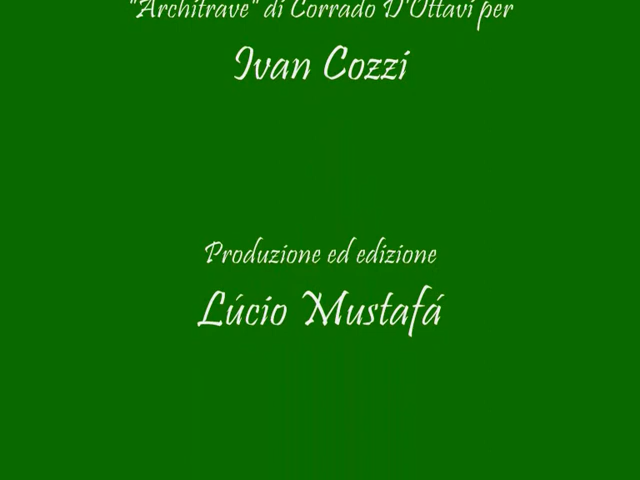 "Architrave" di Corrado D'Ottavi per
Ivan Cozzi
Produzione ed edizione
Lúcio Mustafá